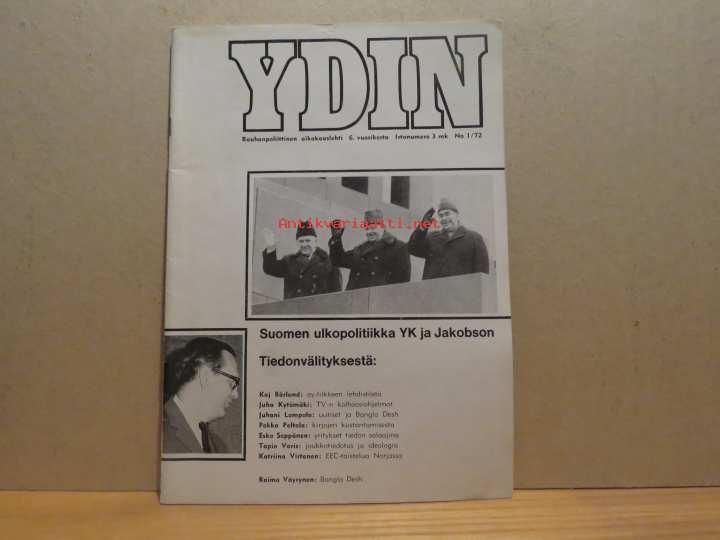 YDIN
Rauhanpoliittinen aikakauslehti 6. vuosikerta Irtonumero 3 mk No 1/72
Antikvariaatti.net
Suomen ulkopolitiikka YK ja Jakobson
Tiedonvälityksestä:
Kaj Bärlund: ay-liikkeen lehdistöstä
Juha Kytömäki: TV:n kaihoesiohjelmat
Juhani Lompolo: uutiset ja Bangla Desh
Pekka Peltola: kirjojen kustantamisesta
Esko Seppänen: yritykset tiedon salaajina
Tapio Varis: joukkotiedotus ja ideologia
Katriina Virtanen: EEC-taistelua Norjassa
Raimo Väyrynen: Bangla Desh